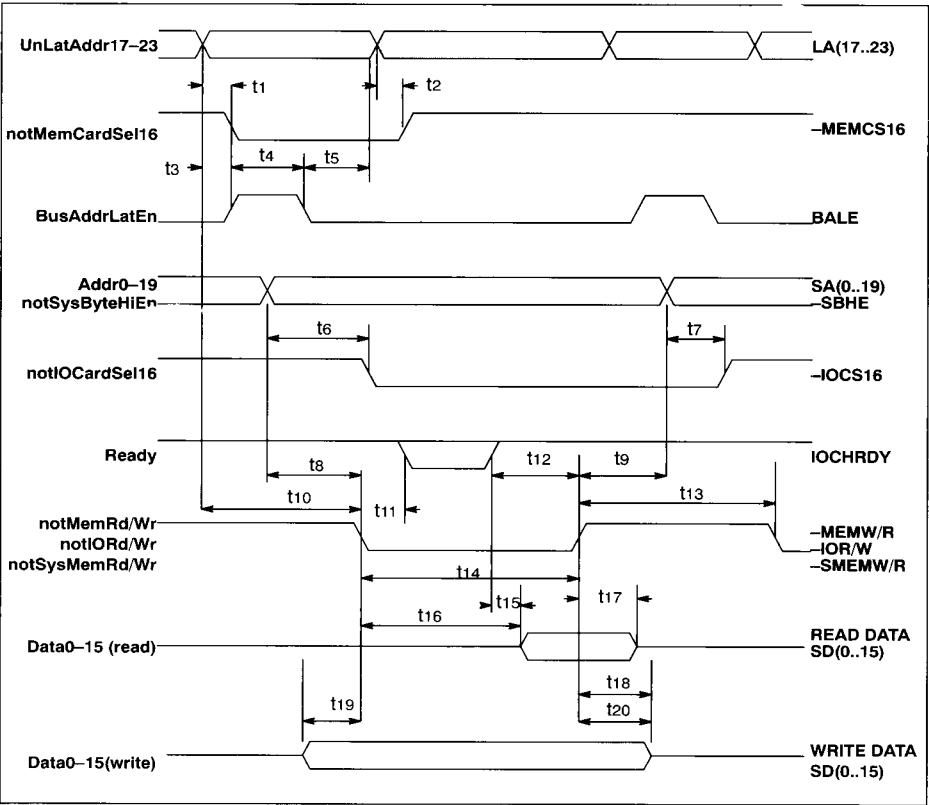 UnLatAddr17–23 LA(17..23)
t1 t2
notMemCardSel16 –MEMCS16
t3 t4 t5
BusAddrLatEn BALE
Addr0–19 SA(0..19)
notSysByteHiEn –SBHE
t6 t7
notIOCardSel16 –IOCS16
Ready IOCHRDY
t8 t12 t9
t10 t11 t13
notMemRd/Wr –MEMW/R
notIORd/Wr –IOR/W
notSysMemRd/Wr –SMEMW/R
t14
t15 t17
t16
Data0–15 (read) READ DATA
SD(0..15)
t18
t19 t20
Data0–15(write) WRITE DATA
SD(0..15)